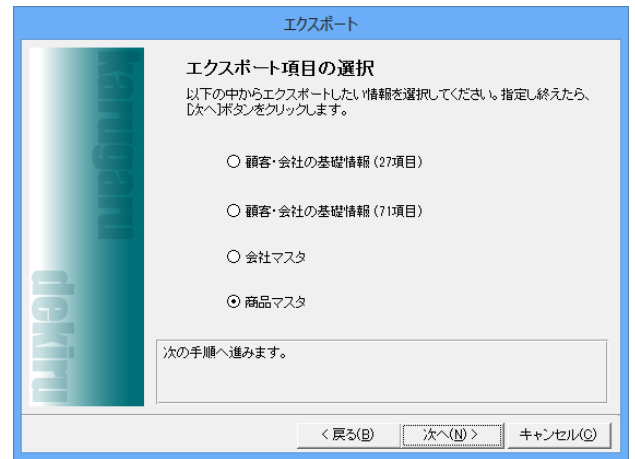 エクスポート
エクスポート項目の選択
以下の中からエクスポートしたい情報を選択してください。指定し終えたら、
[次へ]ボタンをクリックします。
顧客・会社の基礎情報(27項目)
顧客・会社の基礎情報(71項目)
会社マスタ
商品マスタ
karugaru
dekiru
次の手順へ進みます。
< 戻る(B)
次へ(N) >
キャンセル(C)